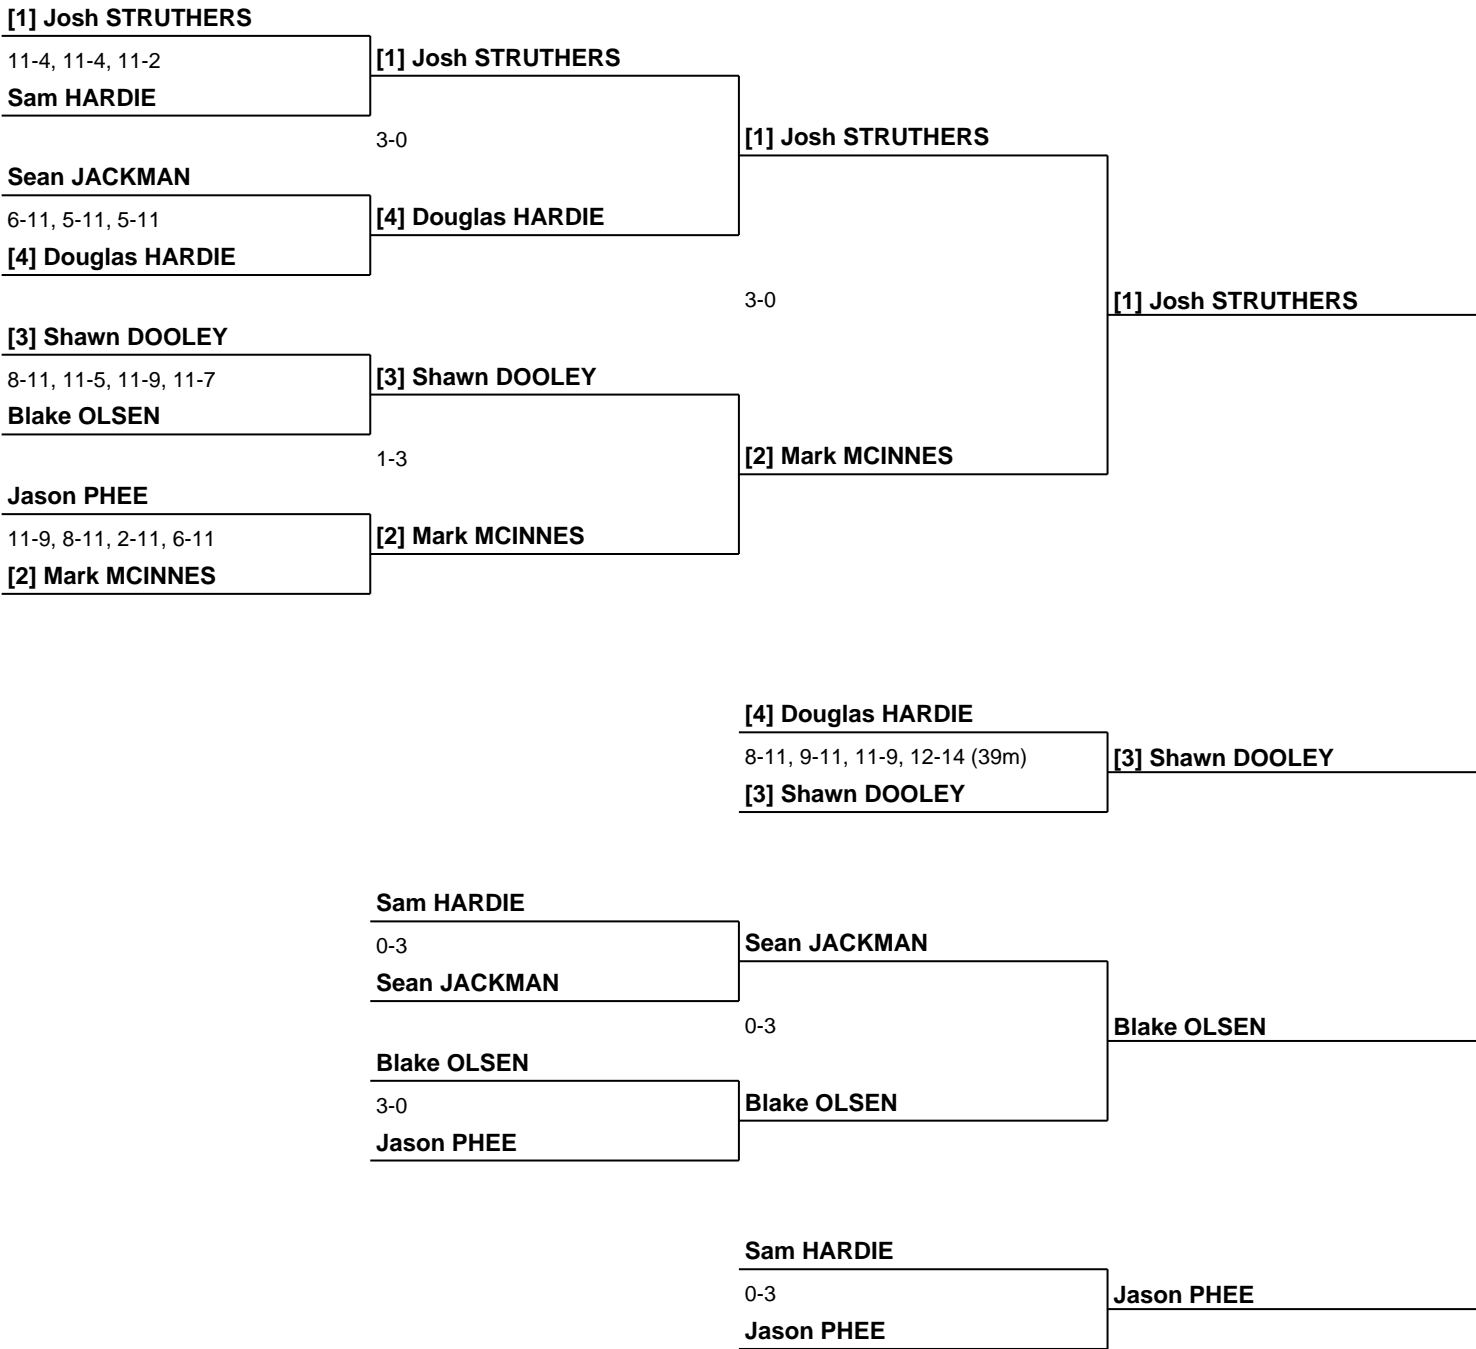 [1] Josh STRUTHERS
11-4, 11-4, 11-2
[1] Josh STRUTHERS
Sam HARDIE
3-0
[1] Josh STRUTHERS
Sean JACKMAN
6-11, 5-11, 5-11
[4] Douglas HARDIE
[4] Douglas HARDIE
3-0
[1] Josh STRUTHERS
[3] Shawn DOOLEY
8-11, 11-5, 11-9, 11-7
[3] Shawn DOOLEY
Blake OLSEN
1-3
[2] Mark MCINNES
Jason PHEE
11-9, 8-11, 2-11, 6-11
[2] Mark MCINNES
[2] Mark MCINNES
[4] Douglas HARDIE
8-11, 9-11, 11-9, 12-14 (39m)
[3] Shawn DOOLEY
[3] Shawn DOOLEY
Sam HARDIE
0-3
Sean JACKMAN
Sean JACKMAN
0-3
Blake OLSEN
Blake OLSEN
3-0
Blake OLSEN
Jason PHEE
Sam HARDIE
0-3
Jason PHEE
Jason PHEE